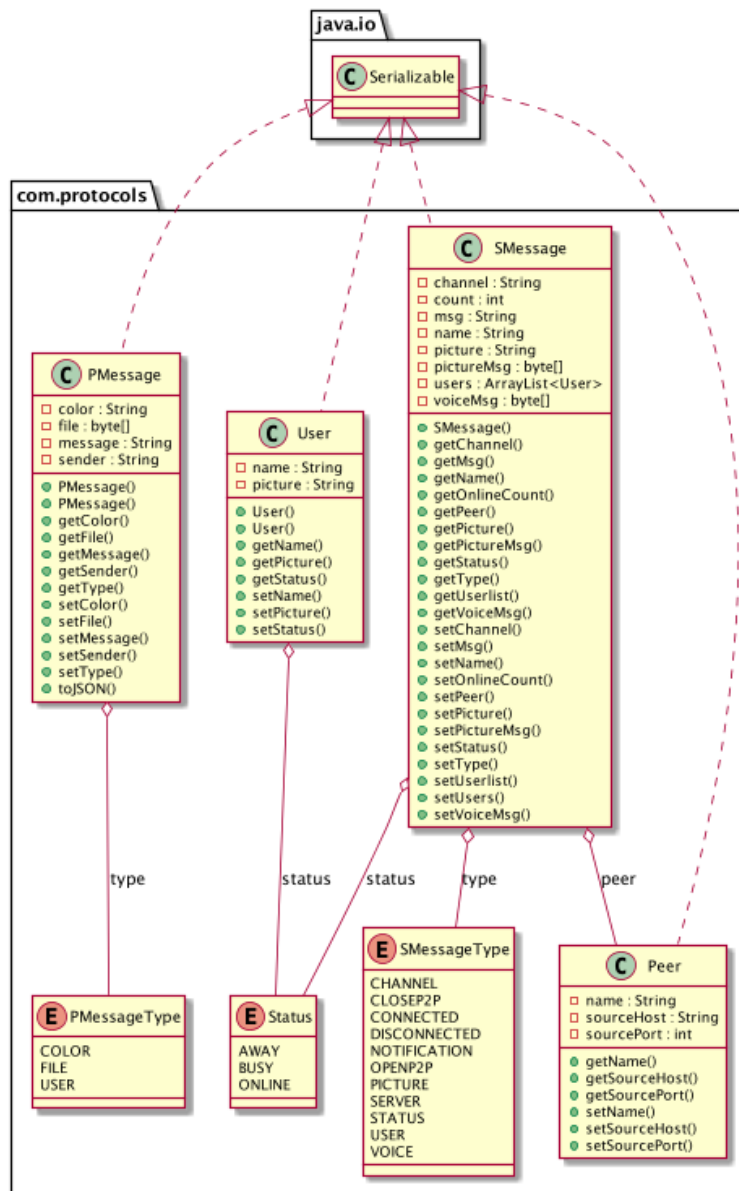 java.io
C Serializable
com.protocols
C SMessage
channel : String
count : int
msg : String
name : String
picture : String
pictureMsg : byte[]
users : ArrayList<User>
voiceMsg : byte[]
SMessage()
getChannel()
getMsg()
getName()
getOnlineCount()
getPeer()
getPicture()
getPictureMsg()
getStatus()
getType()
getUserlist()
getVoiceMsg()
setChannel()
setMsg()
setName()
setOnlineCount()
setPeer()
setPicture()
setPictureMsg()
setStatus()
setType()
setUserlist()
setUsers()
setVoiceMsg()
C PMessage
color : String
file : byte[]
message : String
sender : String
PMessage()
PMessage()
getColor()
getFile()
getMessage()
getSender()
getType()
setColor()
setFile()
setMessage()
setSender()
setType()
toJSON()
C User
name : String
picture : String
User()
User()
getName()
getPicture()
getStatus()
setName()
setPicture()
setStatus()
type
status
status
type
peer
E PMessageType
COLOR
FILE
USER
E Status
AWAY
BUSY
ONLINE
E SMessageType
CHANNEL
CLOSEP2P
CONNECTED
DISCONNECTED
NOTIFICATION
OPENP2P
PICTURE
SERVER
STATUS
USER
VOICE
C Peer
name : String
sourceHost : String
sourcePort : int
getName()
getSourceHost()
getSourcePort()
setName()
setSourceHost()
setSourcePort()